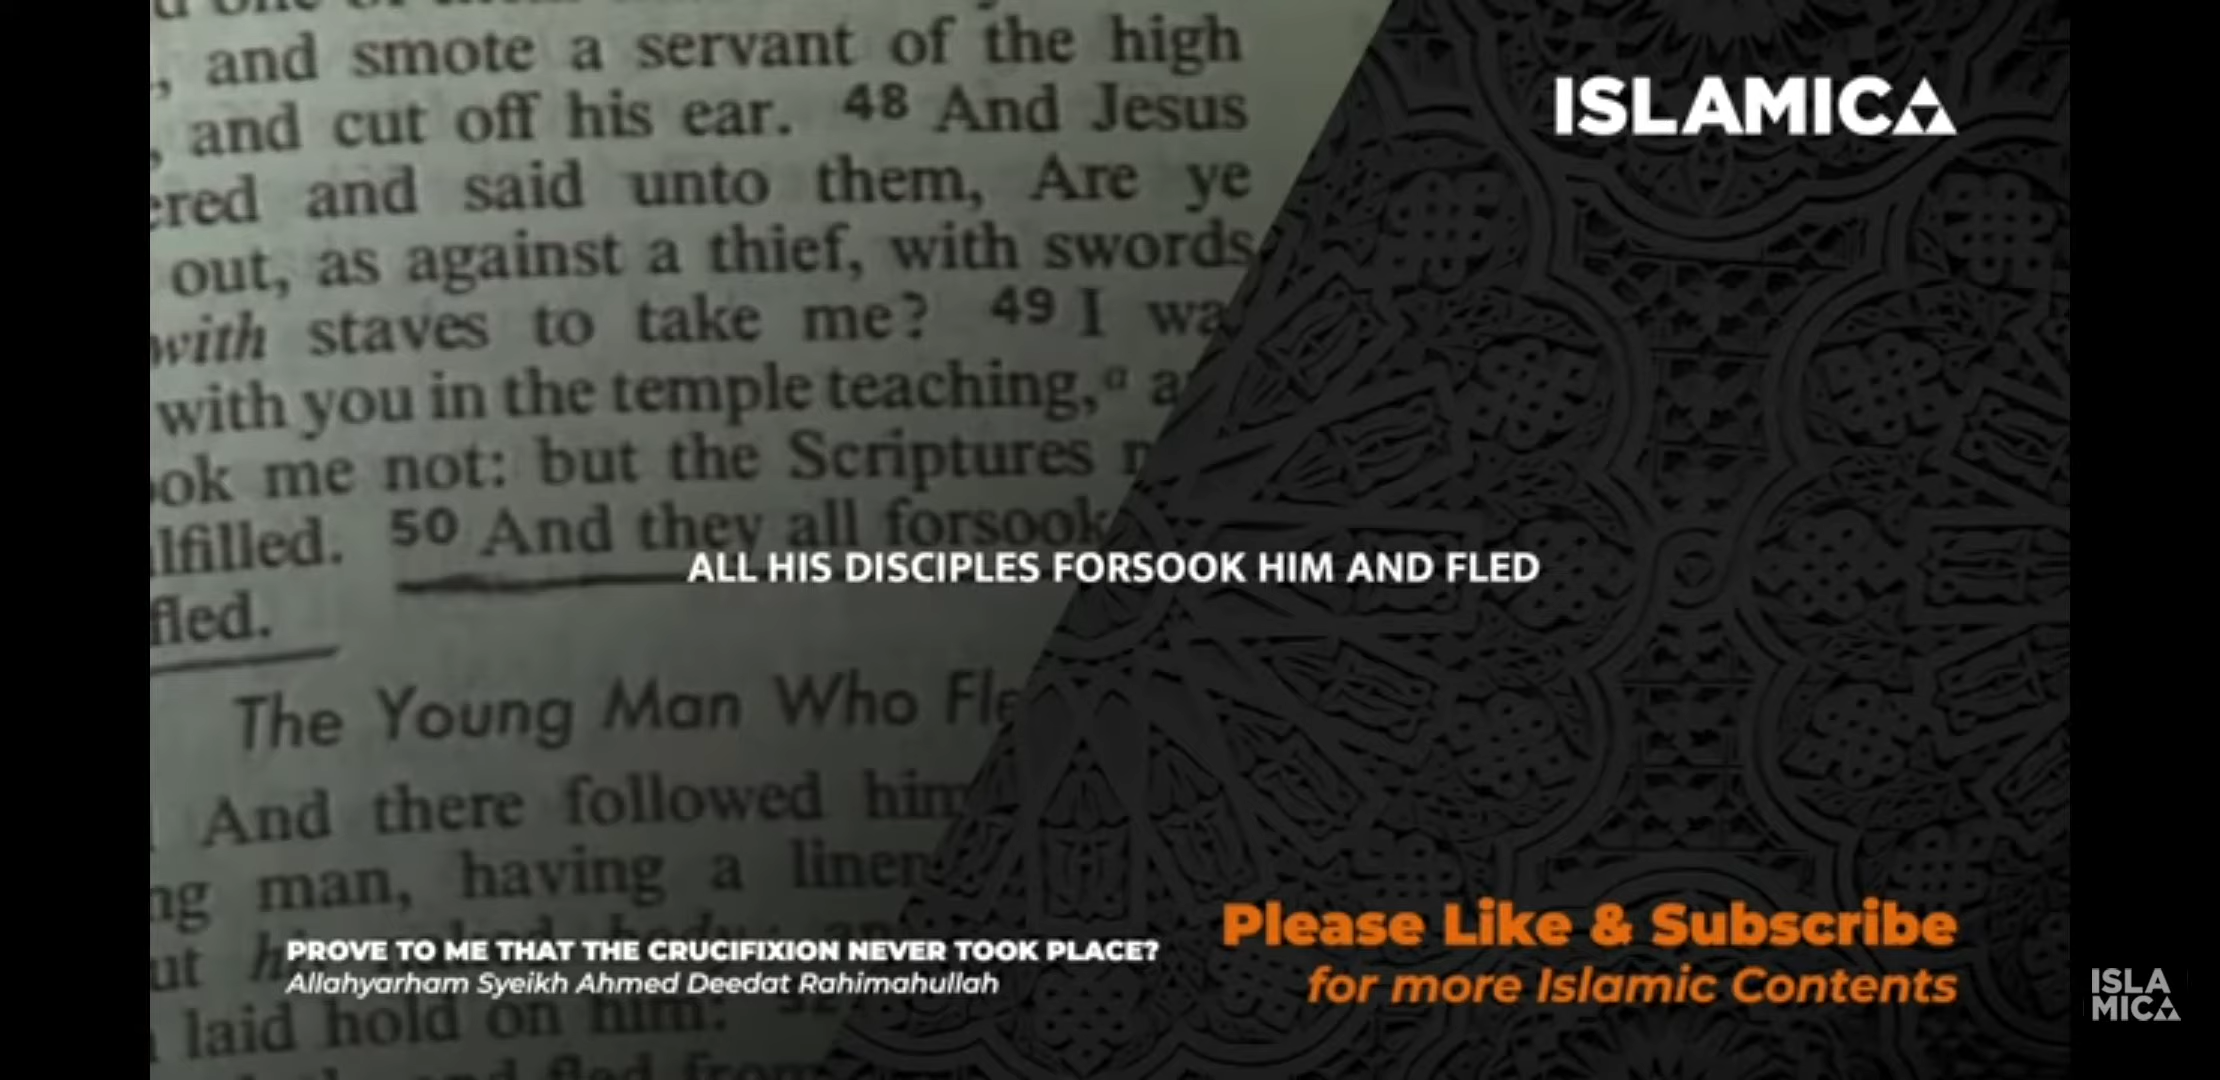 , and smote a servant of the high
, and cut off his ear. 48 And Jesus
ered and said unto them, Are ye
out, as against a thief, with swords
with staves to take me? 49 I wa
with you in the temple teaching,ᵃ a
ok me not: but the Scriptures
lfilled. 50 And they all forsook
fled.
The Young Man Who Fle
And there followed him
ng man, having a linen
ut
laid hold on him:
fled from
ISLAMICA
ALL HIS DISCIPLES FORSOOK HIM AND FLED
PROVE TO ME THAT THE CRUCIFIXION NEVER TOOK PLACE?
Allahyarham Syeikh Ahmed Deedat Rahimahullah
Please Like & Subscribe
for more Islamic Contents
ISLA
MICA